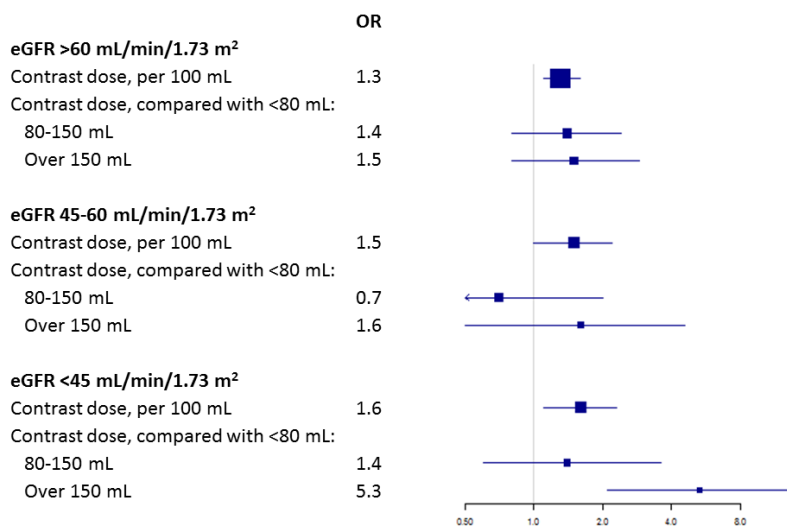 OR
eGFR >60 mL/min/1.73 m²
Contrast dose, per 100 mL 1.3
Contrast dose, compared with <80 mL:
80-150 mL 1.4
Over 150 mL 1.5
eGFR 45-60 mL/min/1.73 m²
Contrast dose, per 100 mL 1.5
Contrast dose, compared with <80 mL:
80-150 mL 0.7
Over 150 mL 1.6
eGFR <45 mL/min/1.73 m²
Contrast dose, per 100 mL 1.6
Contrast dose, compared with <80 mL:
80-150 mL 1.4
Over 150 mL 5.3
0.50 1.0 2.0 4.0 8.0